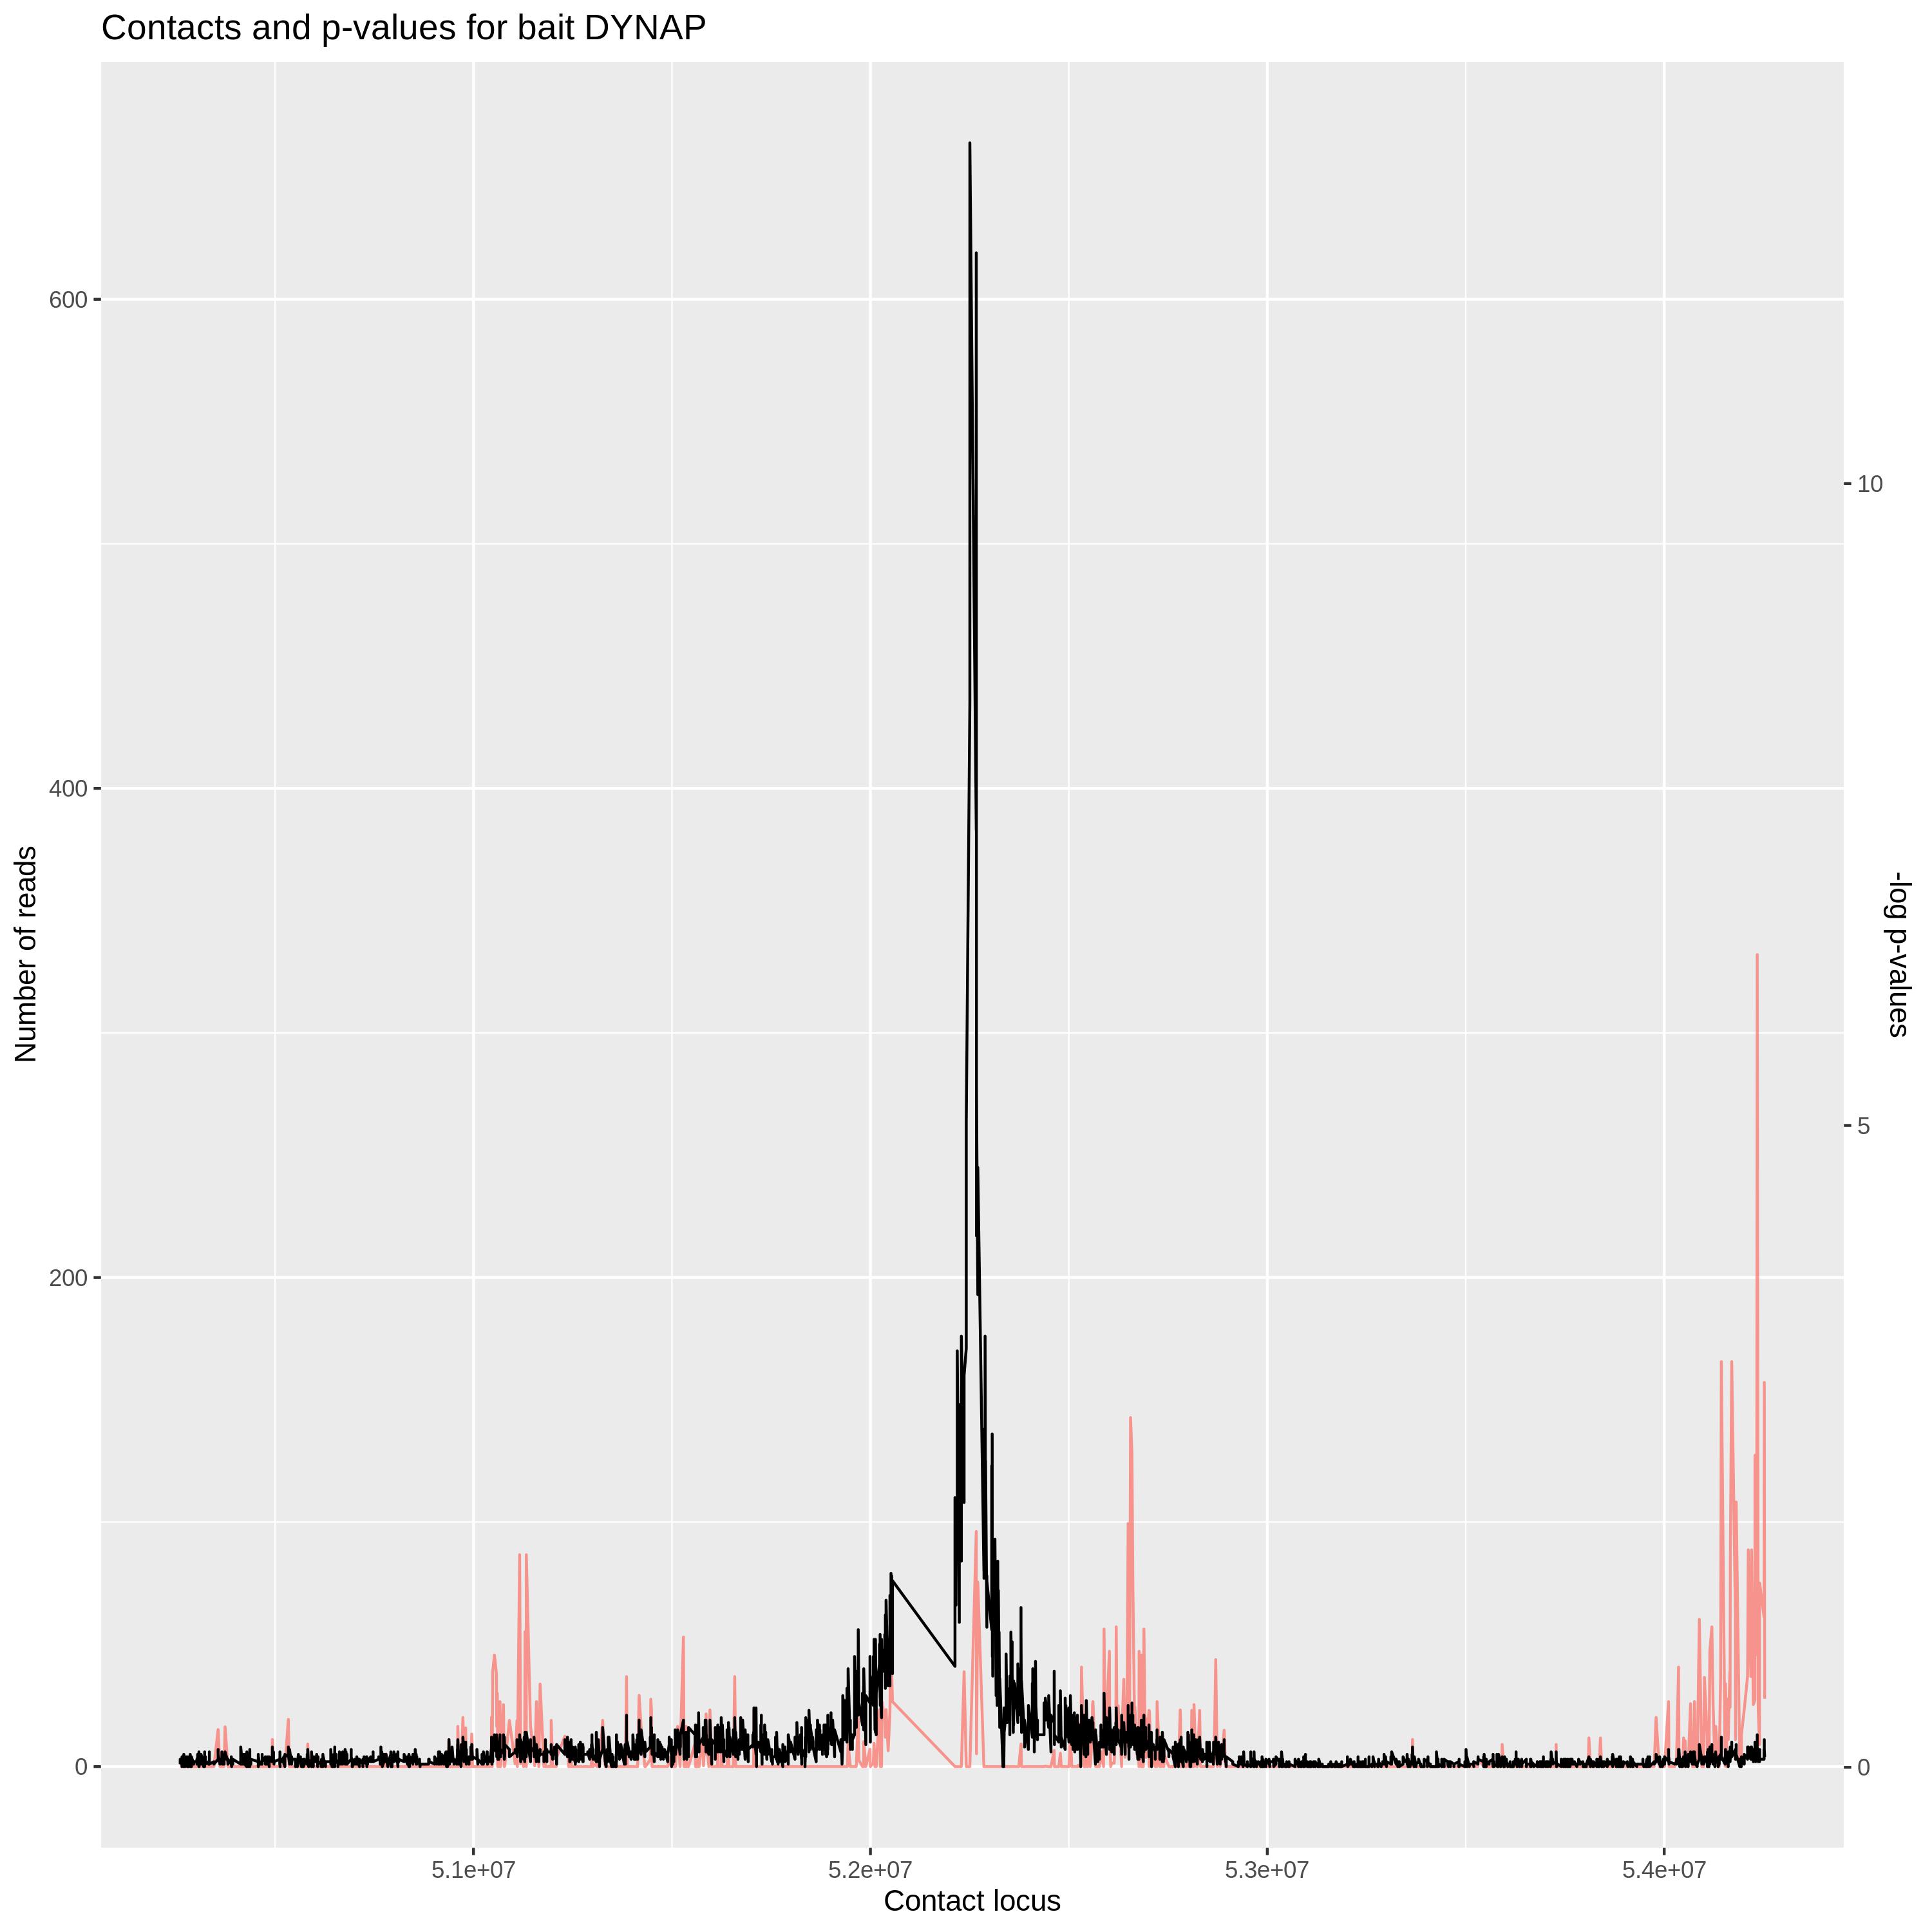 Contacts and p-values for bait DYNAP
Number of reads
600
400
200
0
-log p-values
10
5
0
5.1e+07
5.2e+07
5.3e+07
5.4e+07
Contact locus